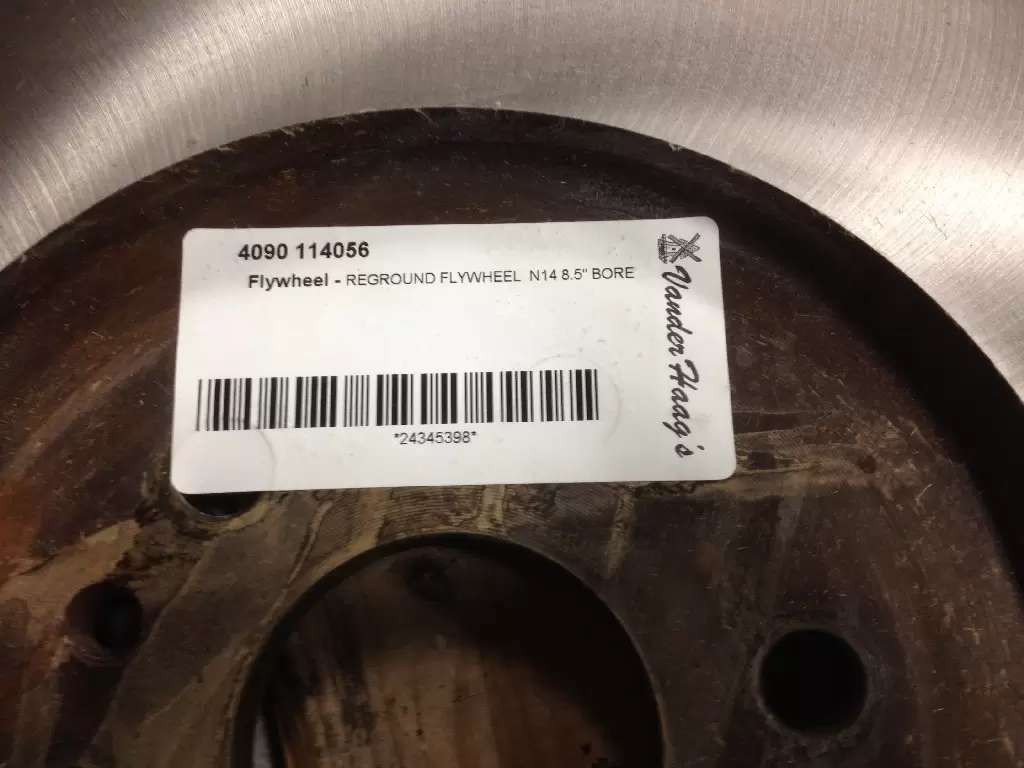 4090 114056
Flywheel - REGROUND FLYWHEEL N14 8.5" BORE
*24345398*
Vander Haag's